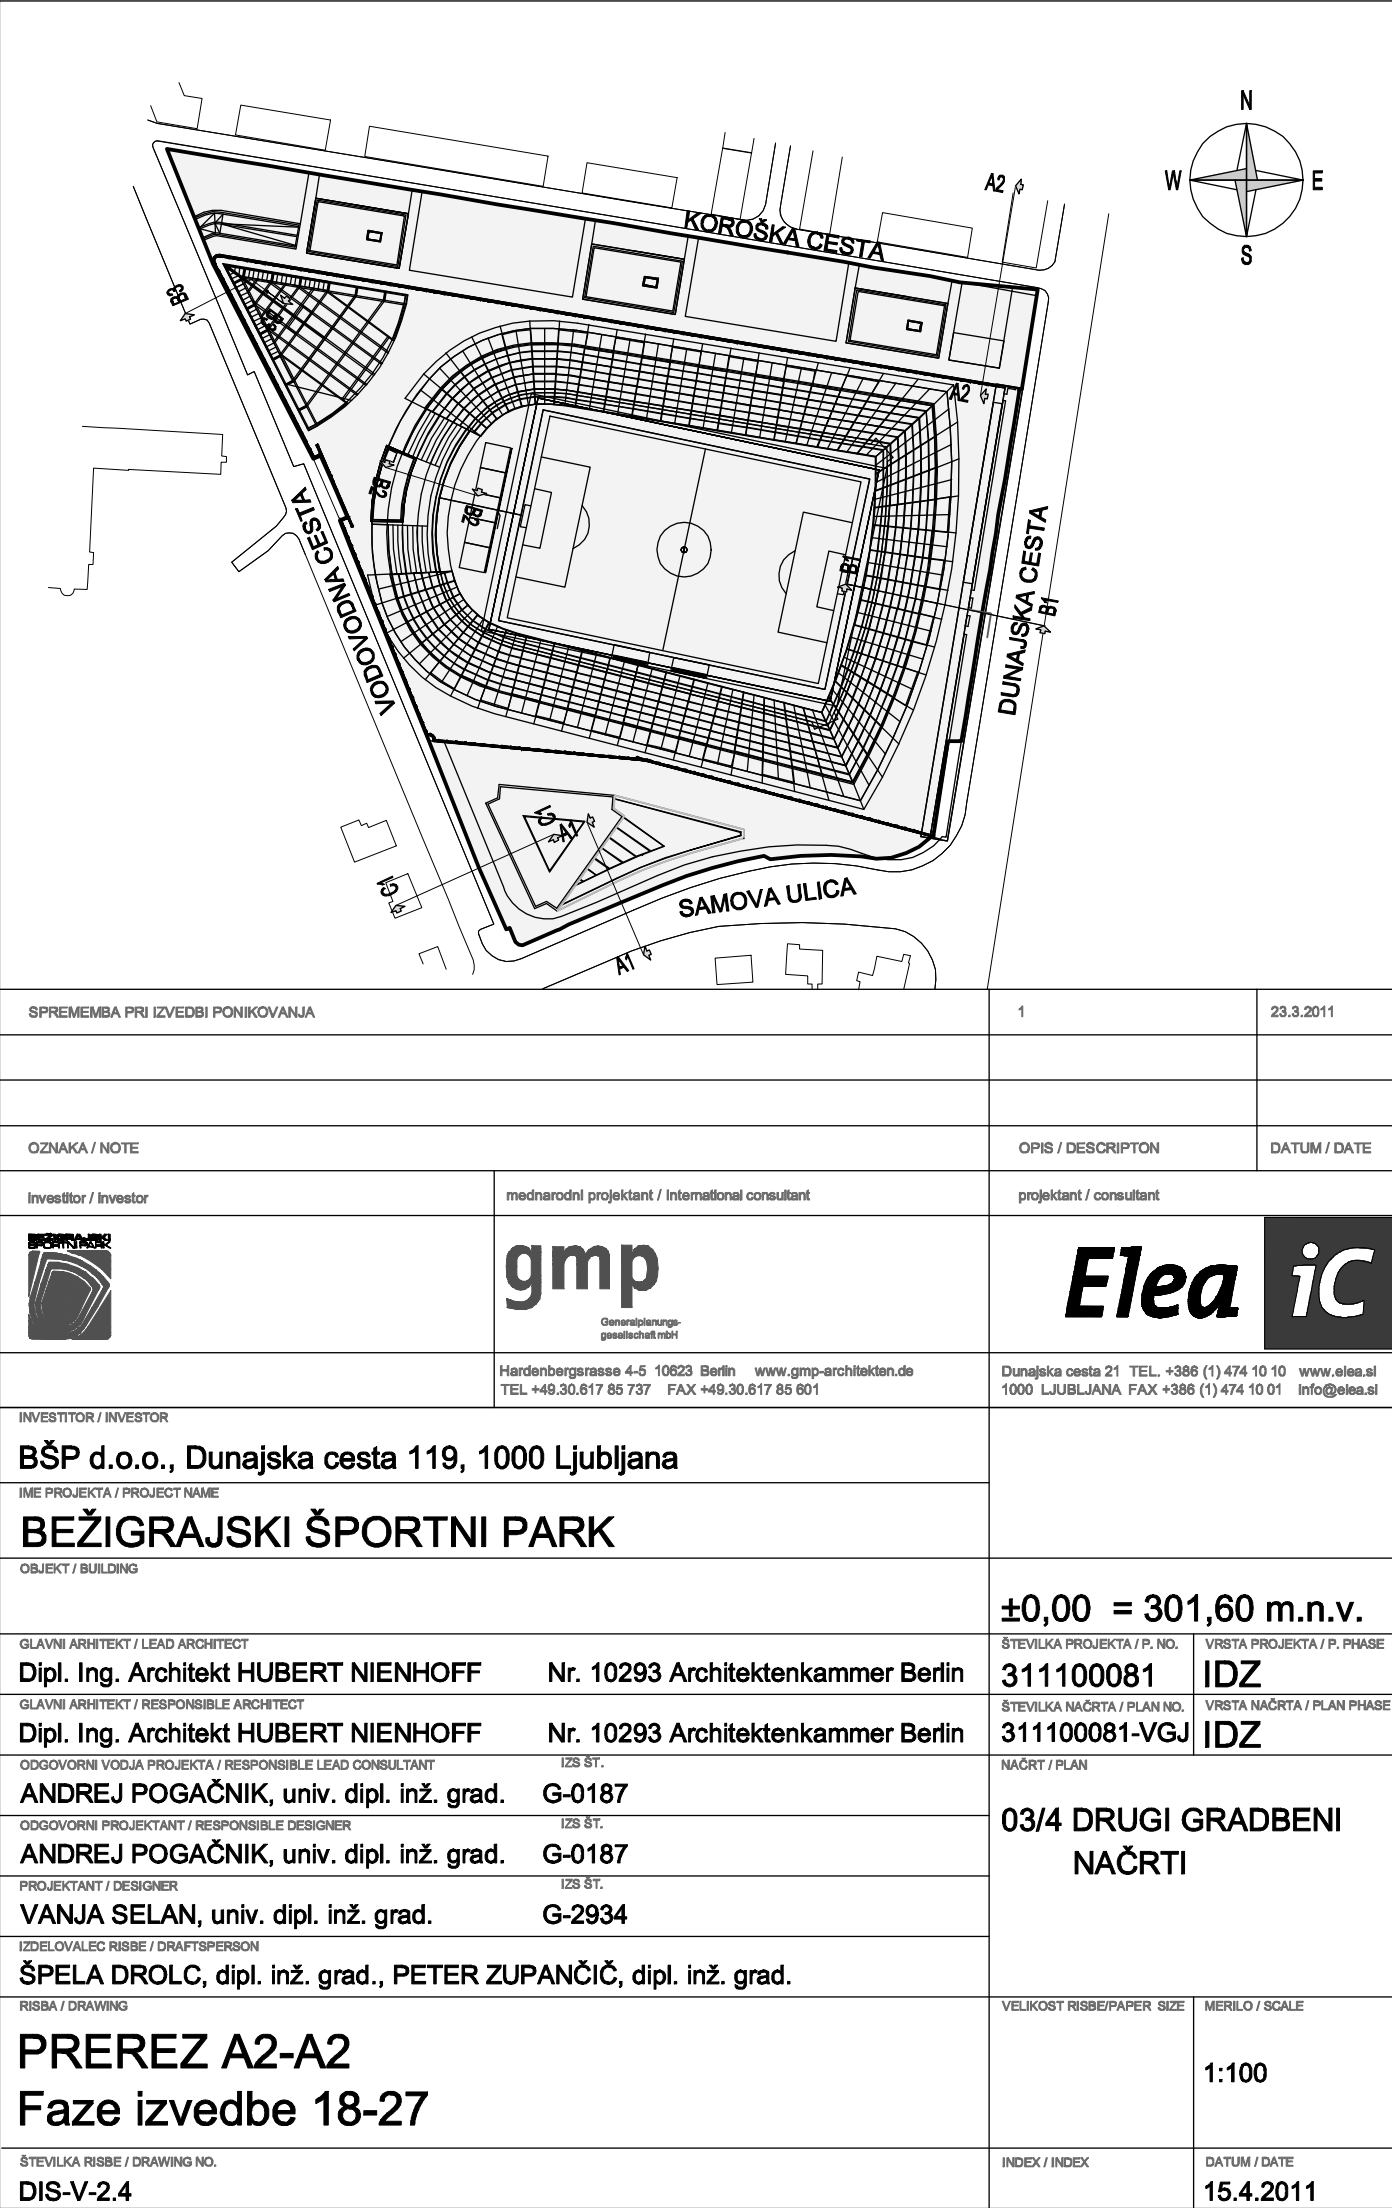 N
W E
S
A2
KOROŠKA CESTA
B3
B3
A2
B2
B2
VODOVODNA CESTA
DUNAJSKA CESTA
B1
B1
C1
A1
C1
SAMOVA ULICA
A1
SPREMEMBA PRI IZVEDBI PONIKOVANJA 1 23.3.2011
OZNAKA / NOTE OPIS / DESCRIPTON DATUM / DATE
investitor / investor mednarodni projektant / international consultant projektant / consultant
BEŽIGRAJSKI
ŠPORTNI PARK
gmp
Generalplanungs-
gesellschaft mbH
Elea iC
Hardenbergsrasse 4-5 10623 Berlin www.gmp-architekten.de
TEL +49.30.617 85 737 FAX +49.30.617 85 601
Dunajska cesta 21 TEL. +386 (1) 474 10 10 www.elea.si
1000 LJUBLJANA FAX +386 (1) 474 10 01 info@elea.si
INVESTITOR / INVESTOR
BŠP d.o.o., Dunajska cesta 119, 1000 Ljubljana
IME PROJEKTA / PROJECT NAME
BEŽIGRAJSKI ŠPORTNI PARK
OBJEKT / BUILDING
±0,00 = 301,60 m.n.v.
GLAVNI ARHITEKT / LEAD ARCHITECT
Dipl. Ing. Architekt HUBERT NIENHOFF Nr. 10293 Architektenkammer Berlin
ŠTEVILKA PROJEKTA / P. NO. VRSTA PROJEKTA / P. PHASE
311100081 IDZ
GLAVNI ARHITEKT / RESPONSIBLE ARCHITECT
Dipl. Ing. Architekt HUBERT NIENHOFF Nr. 10293 Architektenkammer Berlin
ŠTEVILKA NAČRTA / PLAN NO. VRSTA NAČRTA / PLAN PHASE
311100081-VGJ IDZ
ODGOVORNI VODJA PROJEKTA / RESPONSIBLE LEAD CONSULTANT IZS ŠT.
ANDREJ POGAČNIK, univ. dipl. inž. grad. G-0187
ODGOVORNI PROJEKTANT / RESPONSIBLE DESIGNER IZS ŠT.
ANDREJ POGAČNIK, univ. dipl. inž. grad. G-0187
PROJEKTANT / DESIGNER IZS ŠT.
VANJA SELAN, univ. dipl. inž. grad. G-2934
NAČRT / PLAN
03/4 DRUGI GRADBENI
NAČRTI
IZDELOVALEC RISBE / DRAFTSPERSON
ŠPELA DROLC, dipl. inž. grad., PETER ZUPANČIČ, dipl. inž. grad.
RISBA / DRAWING
PREREZ A2-A2
Faze izvedbe 18-27
VELIKOST RISBE/PAPER SIZE MERILO / SCALE
1:100
ŠTEVILKA RISBE / DRAWING NO.
DIS-V-2.4
INDEX / INDEX DATUM / DATE
15.4.2011